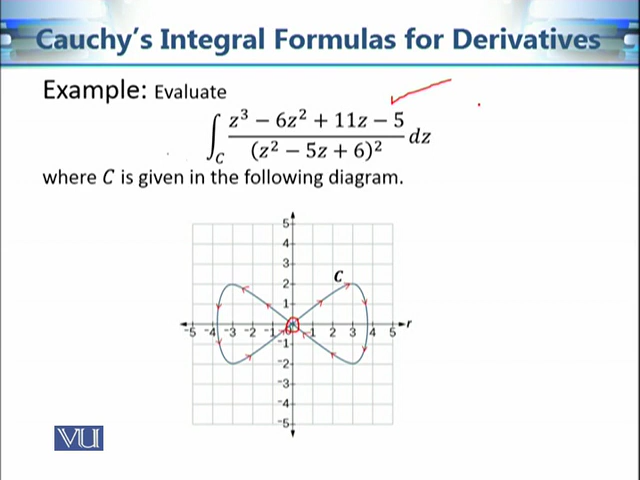 Cauchy's Integral Formulas for Derivatives
Example: Evaluate
∫_C (z³ − 6z² + 11z − 5)/(z² − 5z + 6)² dz
where C is given in the following diagram.
5
4
3
C
2
1
-5 -4 -3 -2 -1 0 1 2 3 4 5 r
-1
-2
-3
-4
-5
VU